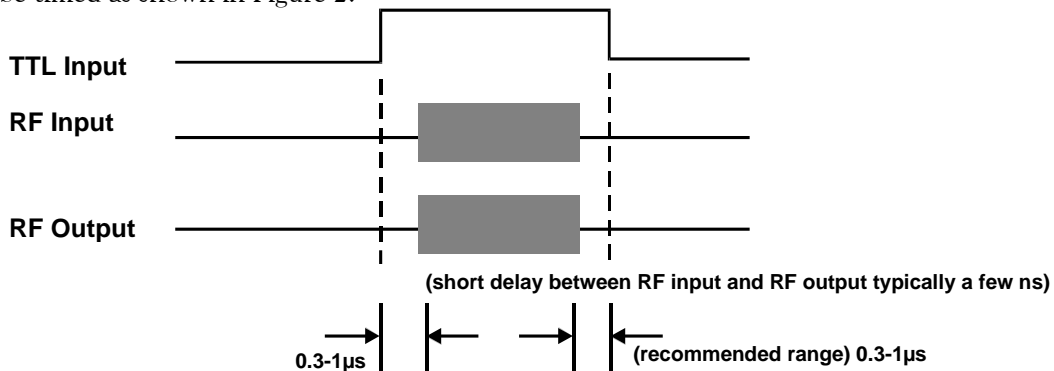 be timed as shown in Figure 2.
TTL Input
RF Input
RF Output
(short delay between RF input and RF output typically a few ns)
0.3-1µs
(recommended range) 0.3-1µs